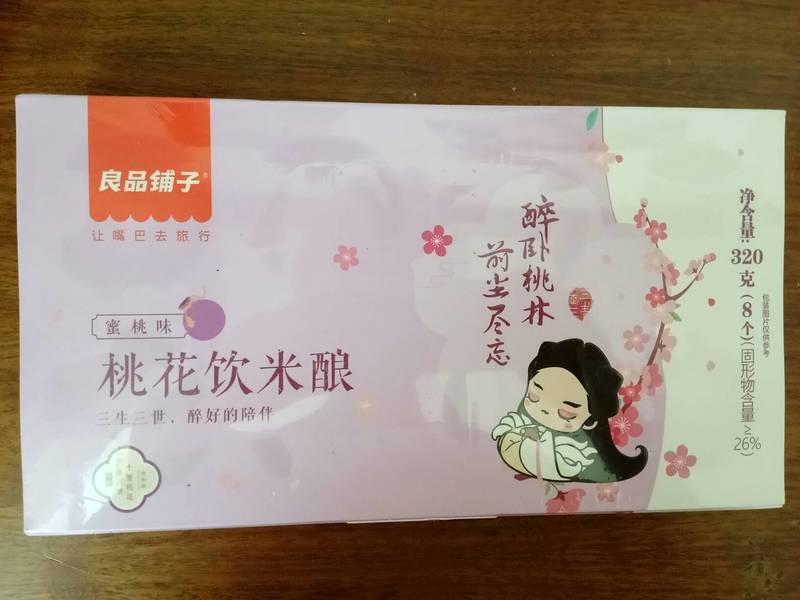 良品铺子®
让嘴巴去旅行
蜜桃味
桃花饮米酿
三生三世，醉好的陪伴
醉卧桃林
前尘尽忘
净含量：320克（8个）（固形物含量≥26%）
包装图片仅供参考